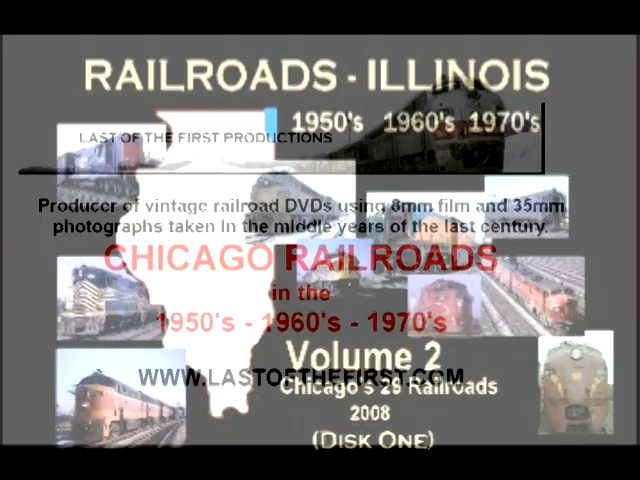 RAILROADS - ILLINOIS
1950's 1960's 1970's
LAST OF THE FIRST PRODUCTIONS
Producer of vintage railroad DVDs using 8mm film and 35mm
photographs taken in the middle years of the last century.
CHICAGO RAILROADS
in the
1950's - 1960's - 1970's
Volume 2
WWW.LASTOFTHEFIRST.COM
Chicago's 29 Railroads
2008
(DISK ONE)